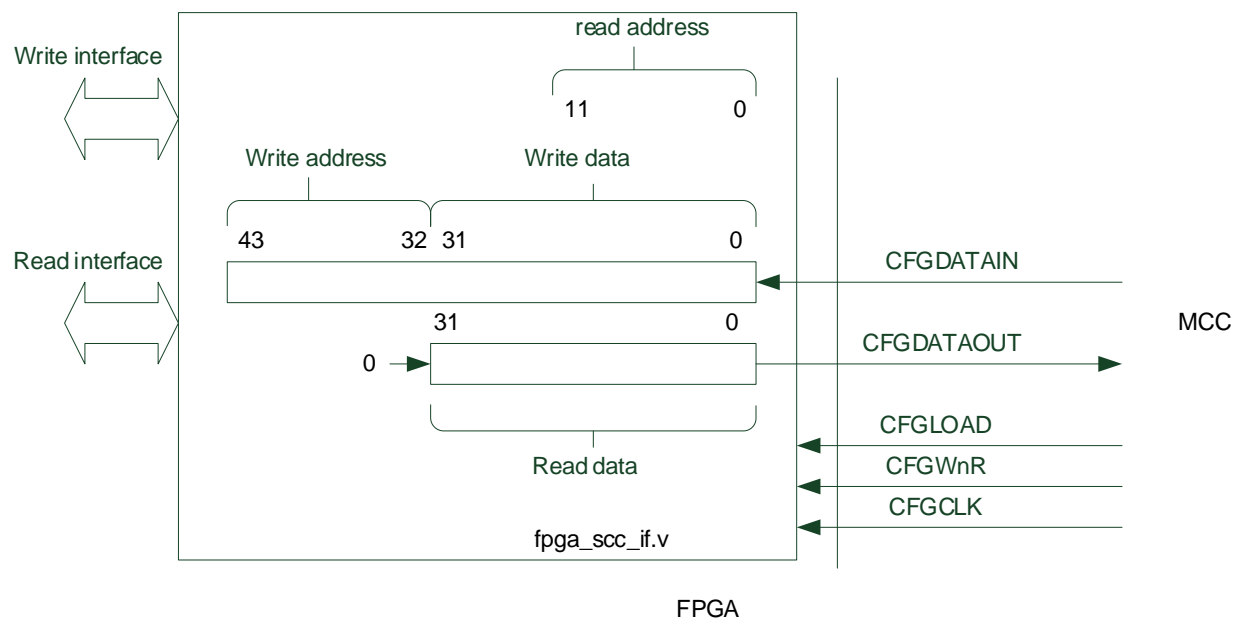 read address
Write interface
11 0
Write address Write data
43 32 31 0
Read interface
CFGDATAIN
31 0
MCC
CFGDATAOUT
0
CFGLOAD
Read data
CFGWnR
CFGCLK
fpga_scc_if.v
FPGA